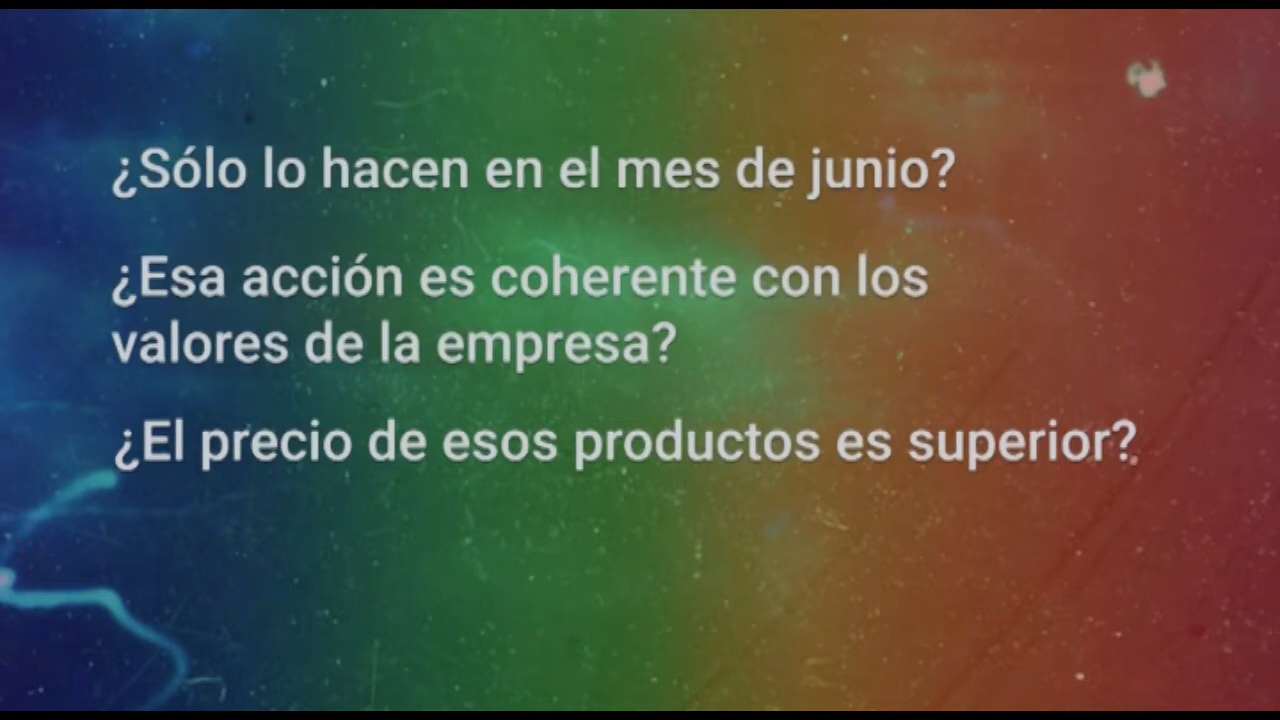 ¿Sólo lo hacen en el mes de junio?
¿Esa acción es coherente con los
valores de la empresa?
¿El precio de esos productos es superior?